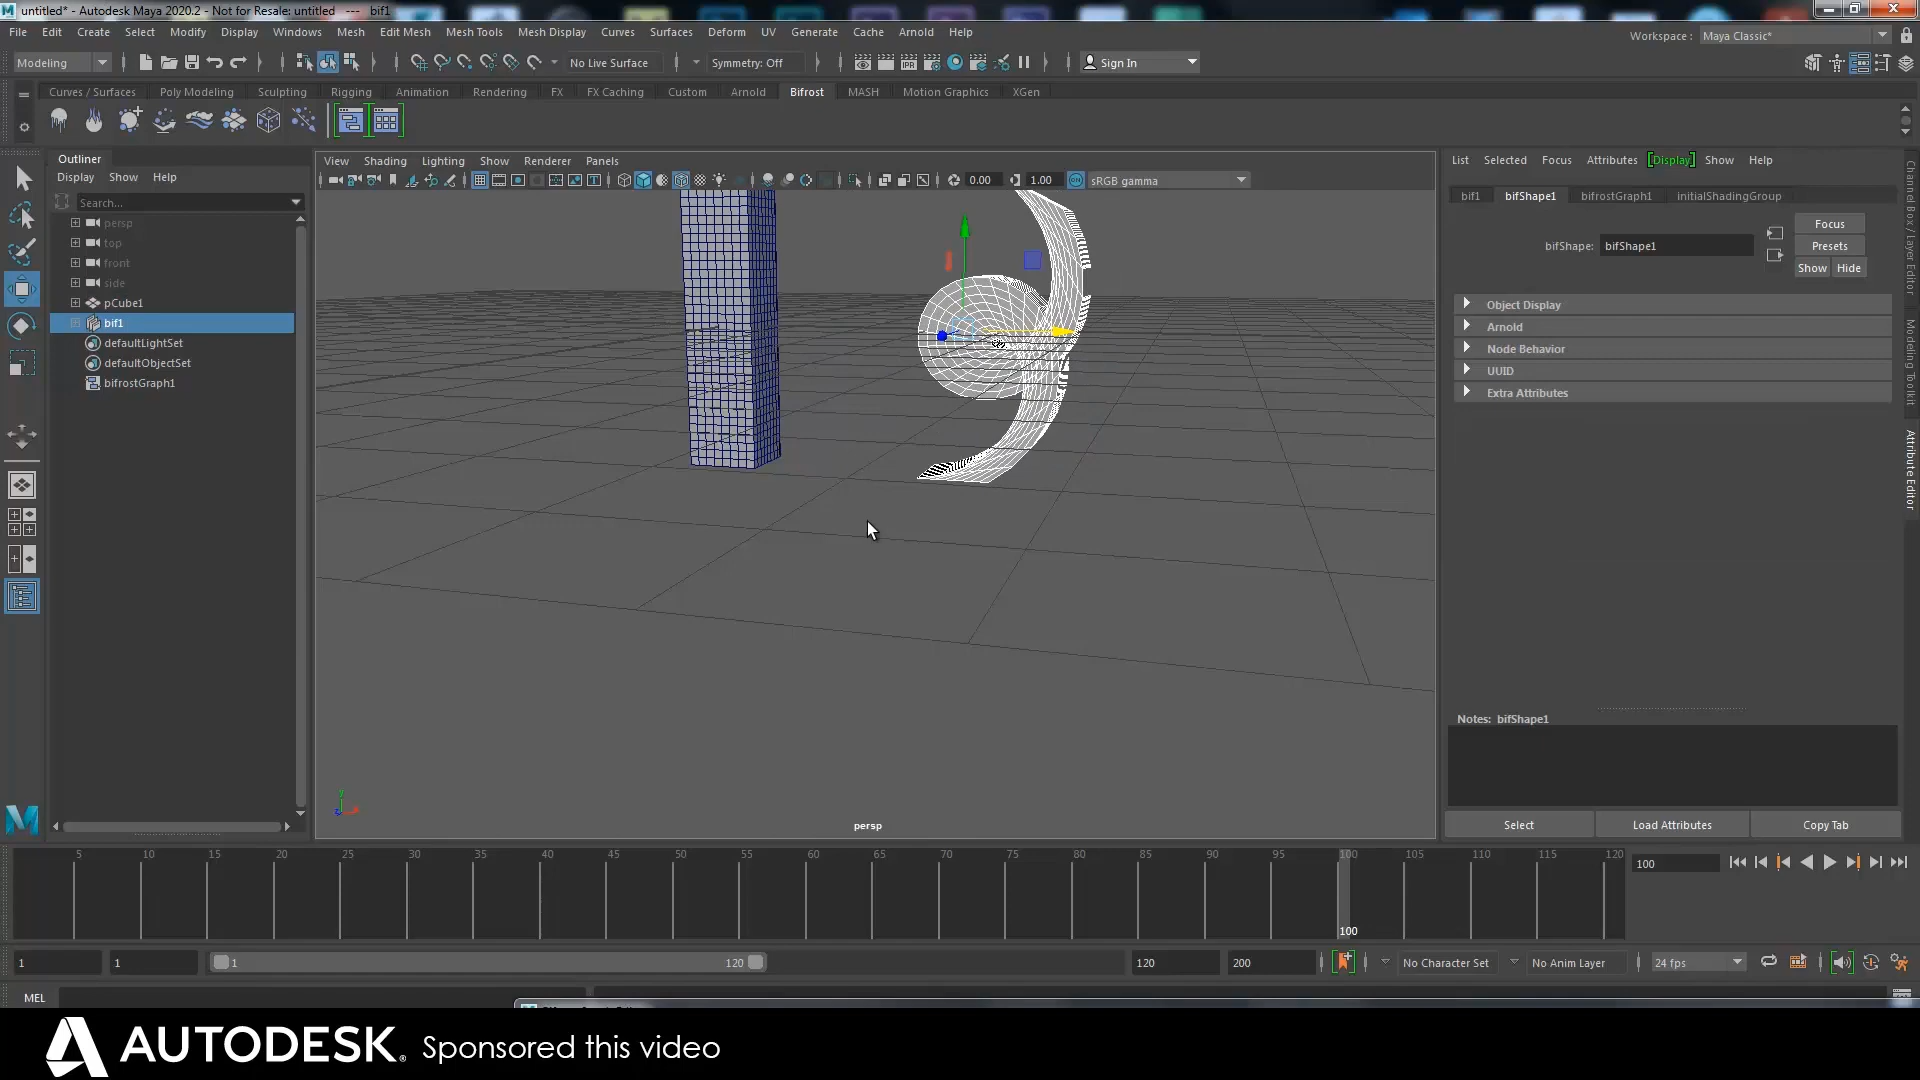 untitled* - Autodesk Maya 2020.2 - Not for Resale: untitled --- bif1
File Edit Create Select Modify Display Windows Mesh Edit Mesh Mesh Tools Mesh Display Curves Surfaces Deform UV Generate Cache Arnold Help
Workspace : Maya Classic*
Modeling No Live Surface Symmetry: Off Sign In
Curves / Surfaces Poly Modeling Sculpting Rigging Animation Rendering FX FX Caching Custom Arnold Bifrost MASH Motion Graphics XGen
Outliner
Display Show Help
Search...
persp
top
front
side
pCube1
bif1
defaultLightSet
defaultObjectSet
bifrostGraph1
View Shading Lighting Show Renderer Panels
0.00 1.00 sRGB gamma
persp
List Selected Focus Attributes Display Show Help
bif1 bifShape1 bifrostGraph1 initialShadingGroup
Focus
bifShape: bifShape1
Presets
Show Hide
Object Display
Arnold
Node Behavior
UUID
Extra Attributes
Notes: bifShape1
Select Load Attributes Copy Tab
Channel Box / Layer Editor
Modeling Toolkit
Attribute Editor
5 10 15 20 25 30 35 40 45 50 55 60 65 70 75 80 85 90 95 100 105 110 115 120
100
100
1 1 1 120 120 200 No Character Set No Anim Layer 24 fps
MEL
AUTODESK. Sponsored this video